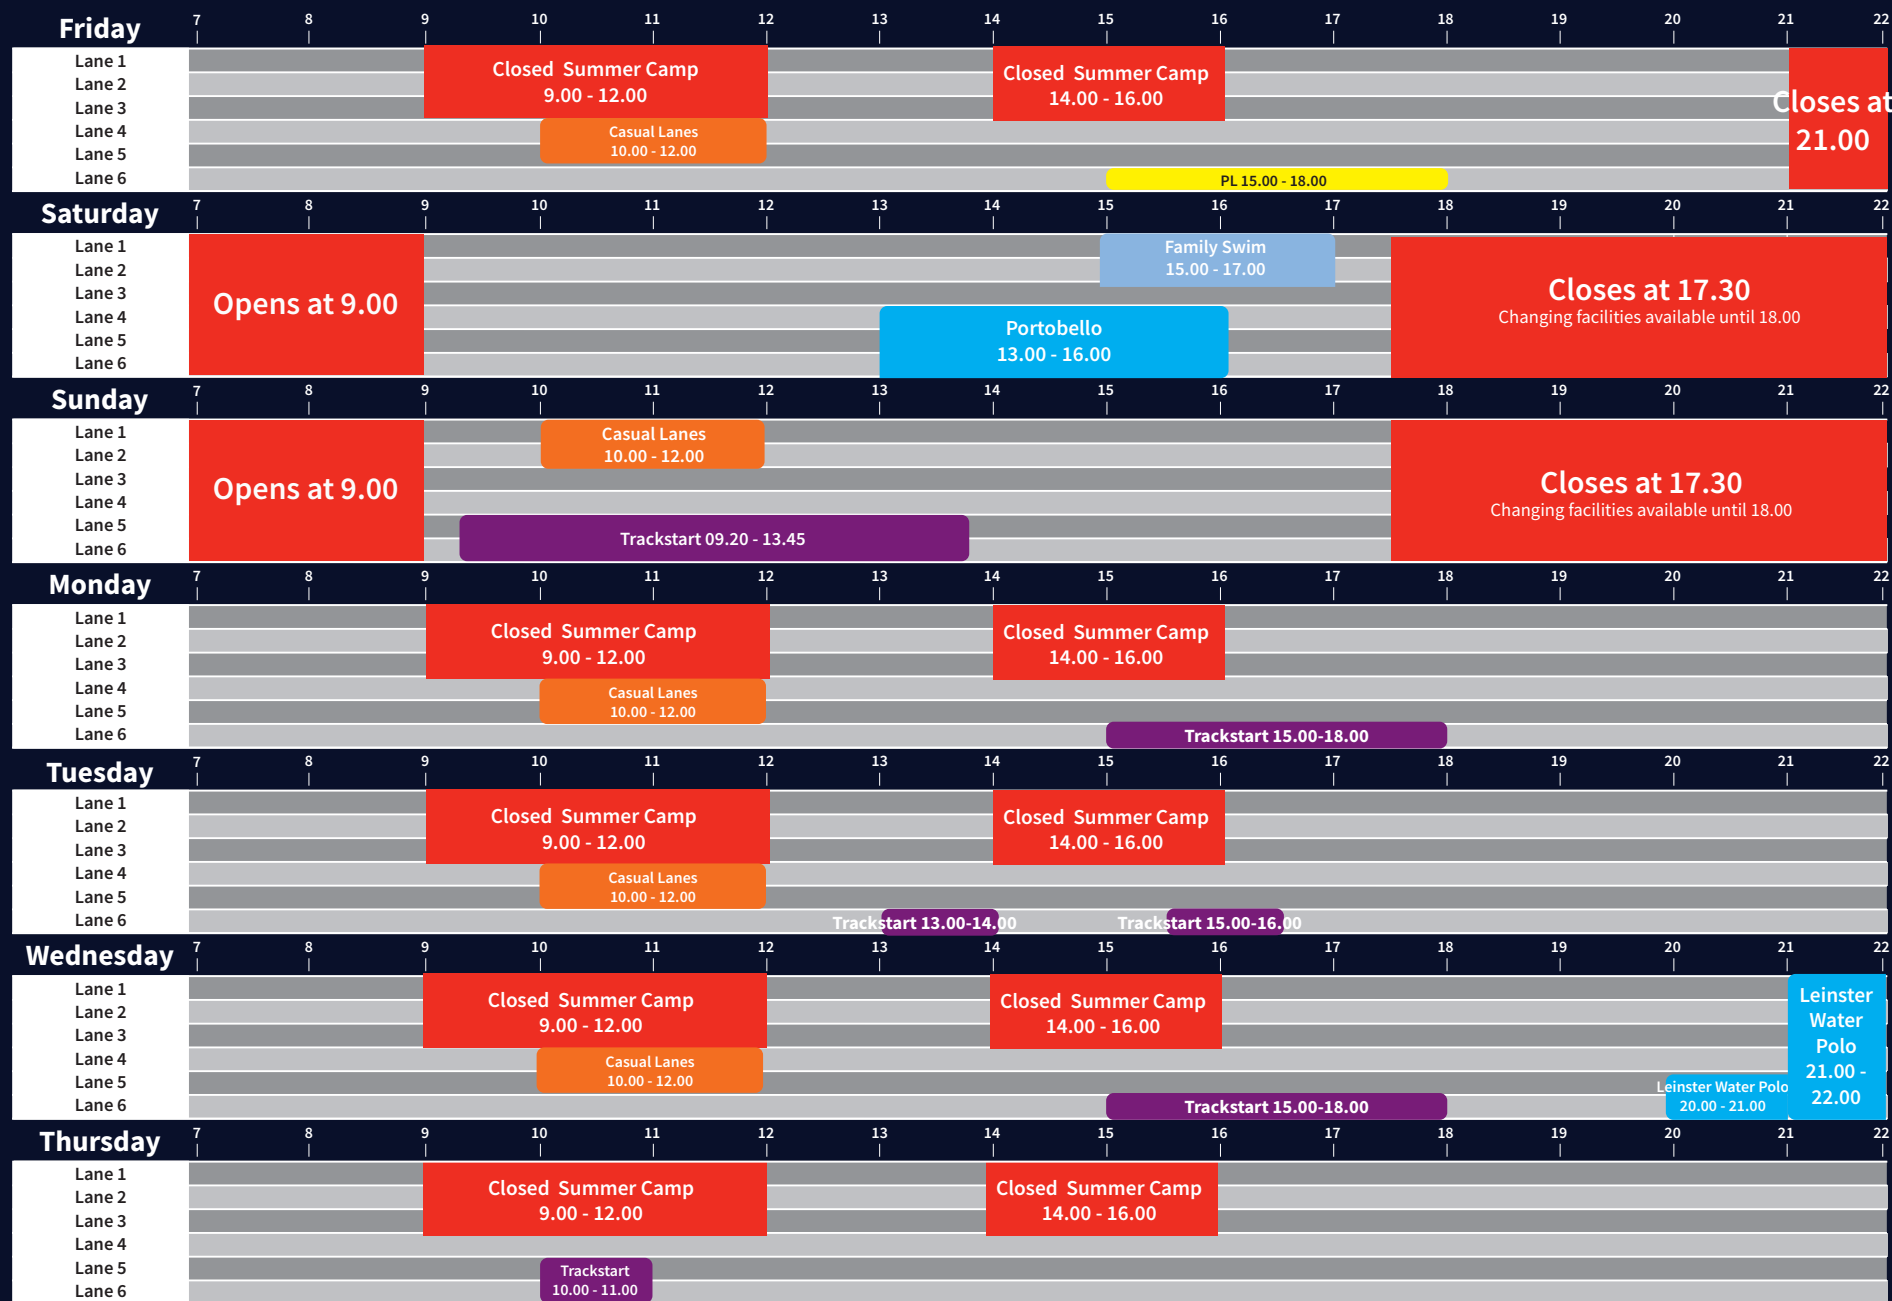 Friday 7 8 9 10 11 12 13 14 15 16 17 18 19 20 21 22
Lane 1
Lane 2
Lane 3
Lane 4
Lane 5
Lane 6
Closed Summer Camp
9.00 - 12.00
Closed Summer Camp
14.00 - 16.00
Closes at
21.00
Casual Lanes
10.00 - 12.00
PL 15.00 - 18.00
Saturday 7 8 9 10 11 12 13 14 15 16 17 18 19 20 21 22
Lane 1
Lane 2
Lane 3
Lane 4
Lane 5
Lane 6
Opens at 9.00
Family Swim
15.00 - 17.00
Portobello
13.00 - 16.00
Closes at 17.30
Changing facilities available until 18.00
Sunday 7 8 9 10 11 12 13 14 15 16 17 18 19 20 21 22
Lane 1
Lane 2
Lane 3
Lane 4
Lane 5
Lane 6
Opens at 9.00
Casual Lanes
10.00 - 12.00
Trackstart 09.20 - 13.45
Closes at 17.30
Changing facilities available until 18.00
Monday 7 8 9 10 11 12 13 14 15 16 17 18 19 20 21 22
Lane 1
Lane 2
Lane 3
Lane 4
Lane 5
Lane 6
Closed Summer Camp
9.00 - 12.00
Closed Summer Camp
14.00 - 16.00
Casual Lanes
10.00 - 12.00
Trackstart 15.00-18.00
Tuesday 7 8 9 10 11 12 13 14 15 16 17 18 19 20 21 22
Lane 1
Lane 2
Lane 3
Lane 4
Lane 5
Lane 6
Closed Summer Camp
9.00 - 12.00
Closed Summer Camp
14.00 - 16.00
Casual Lanes
10.00 - 12.00
Trackstart 13.00-14.00
Trackstart 15.00-16.00
Wednesday 7 8 9 10 11 12 13 14 15 16 17 18 19 20 21 22
Lane 1
Lane 2
Lane 3
Lane 4
Lane 5
Lane 6
Closed Summer Camp
9.00 - 12.00
Closed Summer Camp
14.00 - 16.00
Casual Lanes
10.00 - 12.00
Trackstart 15.00-18.00
Leinster Water Polo
20.00 - 21.00
Leinster
Water
Polo
21.00 -
22.00
Thursday 7 8 9 10 11 12 13 14 15 16 17 18 19 20 21 22
Lane 1
Lane 2
Lane 3
Lane 4
Lane 5
Lane 6
Closed Summer Camp
9.00 - 12.00
Closed Summer Camp
14.00 - 16.00
Trackstart
10.00 - 11.00